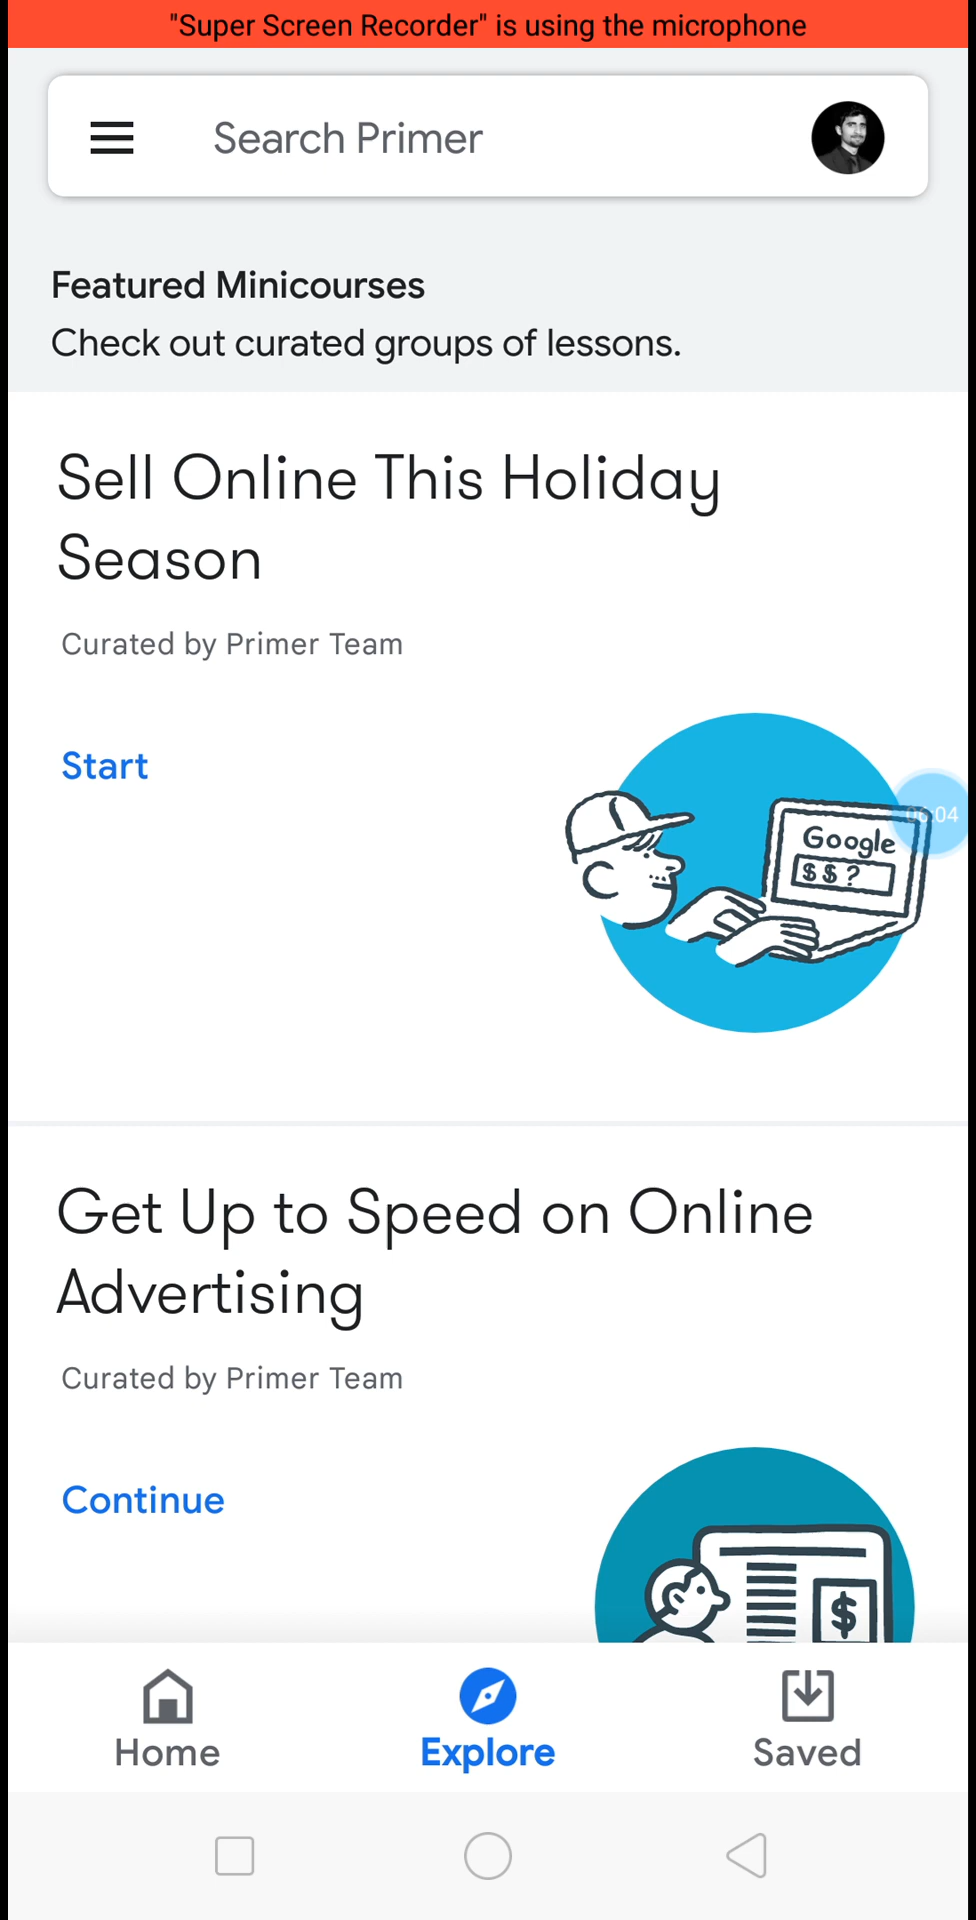 "Super Screen Recorder" is using the microphone
Search Primer
Featured Minicourses
Check out curated groups of lessons.
Sell Online This Holiday
Season
Curated by Primer Team
Start
06:04
Google
$$?
Get Up to Speed on Online
Advertising
Curated by Primer Team
Continue
$
Home
Explore
Saved